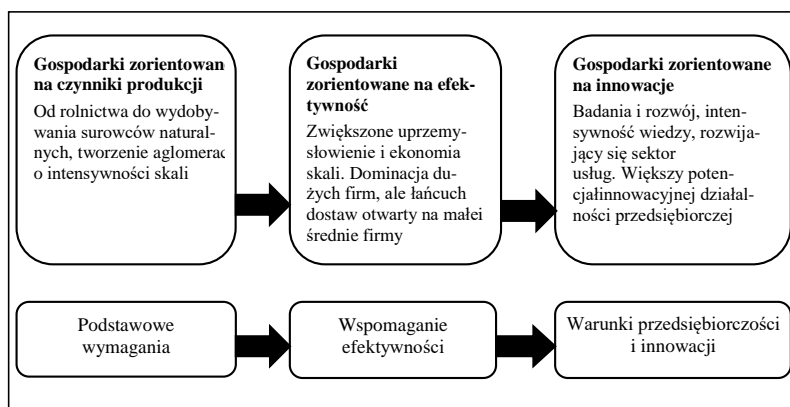 Gospodarki zorientowane
na czynniki produkcji
Od rolnictwa do wydoby-
wania surowców natural-
nych, tworzenie aglomerac
o intensywności skali
Gospodarki
zorientowane na efek-
tywność
Zwiększone uprzemy-
słowienie i ekonomia
skali. Dominacja du-
żych firm, ale łańcuch
dostaw otwarty na małei
średnie firmy
Gospodarki zorientowane
na innowacje
Badania i rozwój, inten-
sywność wiedzy, rozwija-
jący się sektor
usług. Większy poten-
cjałinnowacyjnej działal-
ności przedsiębiorczej
Podstawowe
wymagania
Wspomaganie
efektywności
Warunki przedsiębiorczości
i innowacji